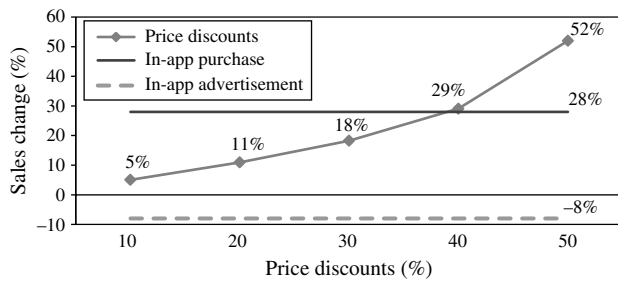 60
50
40
30
20
10
0
–10
Sales change (%)
Price discounts
In-app purchase
In-app advertisement
5%
11%
18%
29%
52%
28%
–8%
10 20 30 40 50
Price discounts (%)